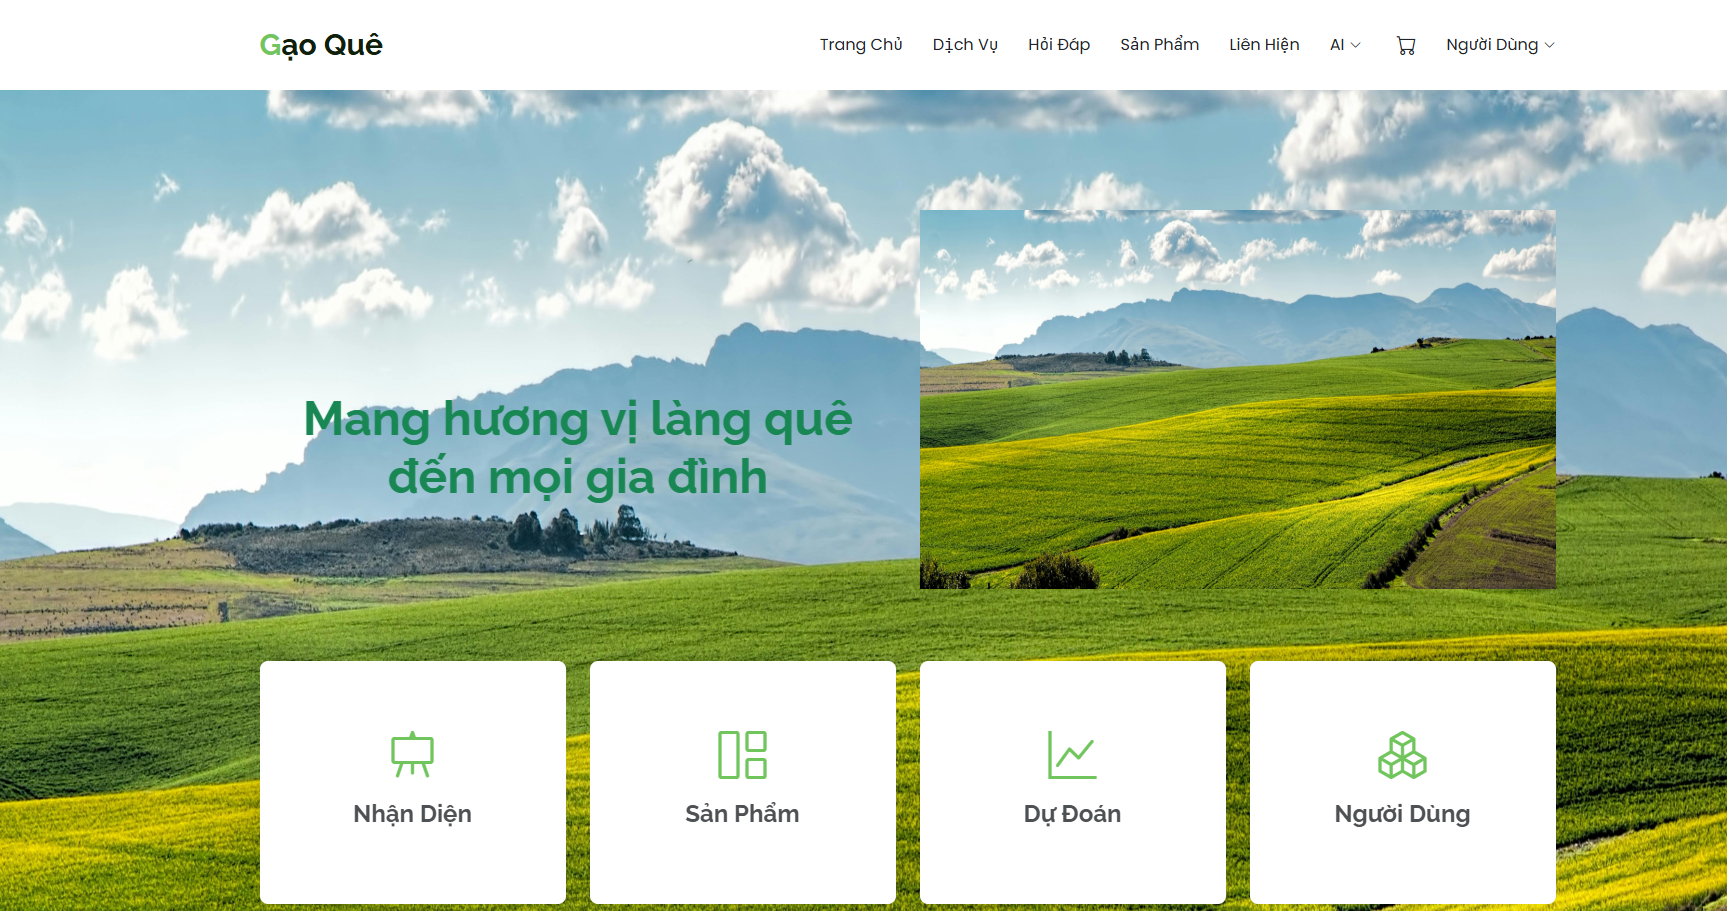 Gạo Quê
Trang Chủ
Dịch Vụ
Hỏi Đáp
Sản Phẩm
Liên Hiện
AI
Người Dùng
Mang hương vị làng quê
đến mọi gia đình
Nhận Diện
Sản Phẩm
Dự Đoán
Người Dùng